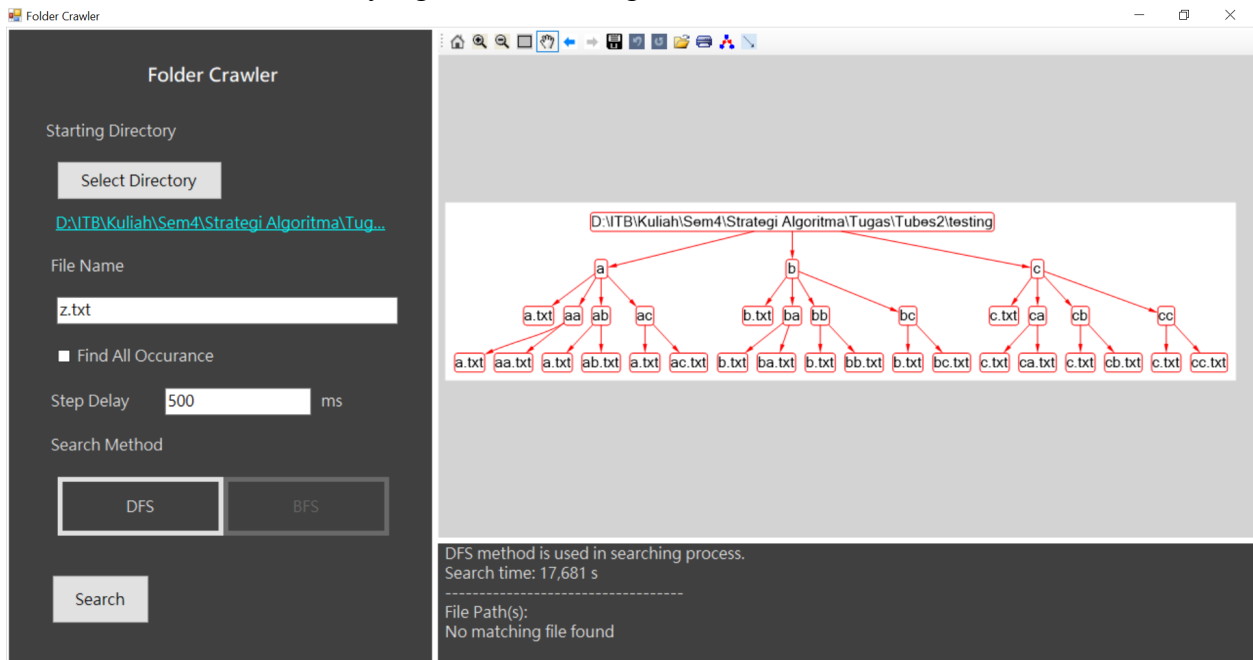 Folder Crawler
Folder Crawler
Starting Directory
Select Directory
D:\ITB\Kuliah\Sem4\Strategi Algoritma\Tug...
File Name
z.txt
Find All Occurance
Step Delay 500 ms
Search Method
DFS BFS
Search
D:\ITB\Kuliah\Sem4\Strategi Algoritma\Tugas\Tubes2\testing
a b c
a.txt aa ab ac b.txt ba bb bc c.txt ca cb cc
a.txt aa.txt a.txt ab.txt a.txt ac.txt b.txt ba.txt b.txt bb.txt b.txt bc.txt c.txt ca.txt c.txt cb.txt c.txt cc.txt
DFS method is used in searching process.
Search time: 17,681 s
-----------------------------------
File Path(s):
No matching file found